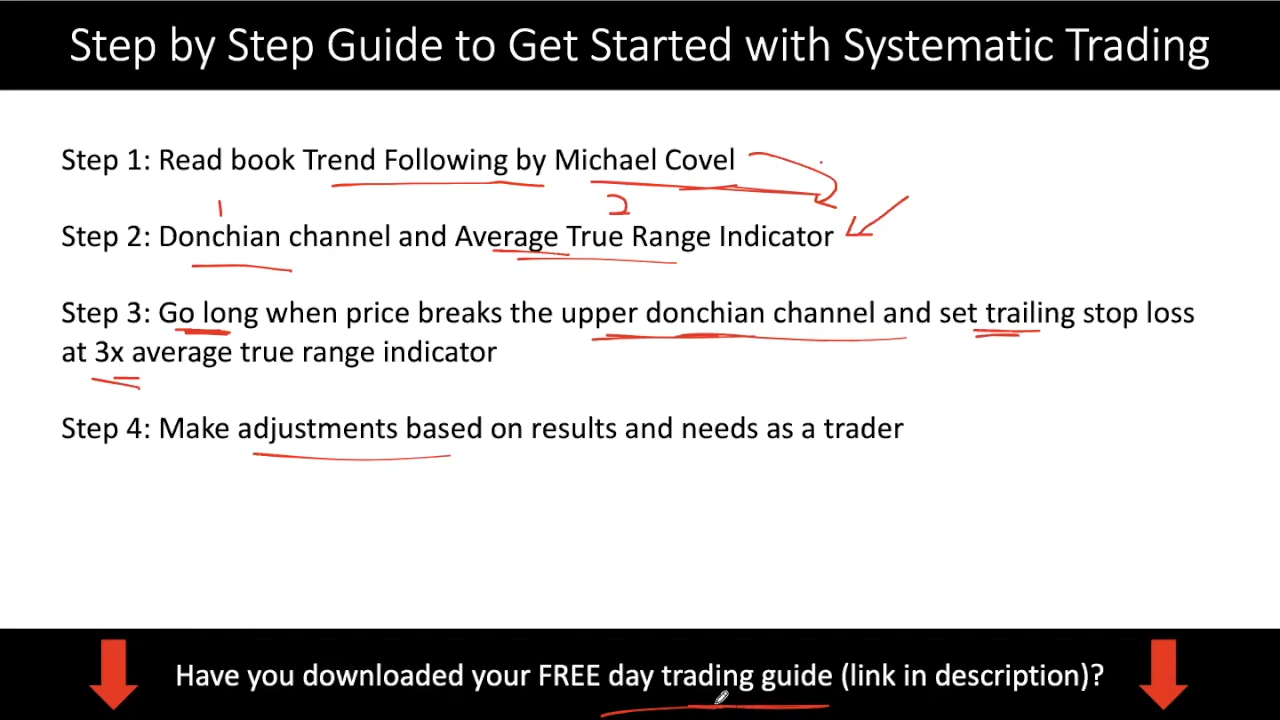 Step by Step Guide to Get Started with Systematic Trading
Step 1: Read book Trend Following by Michael Covel
1
2
Step 2: Donchian channel and Average True Range Indicator
Step 3: Go long when price breaks the upper donchian channel and set trailing stop loss
at 3x average true range indicator
Step 4: Make adjustments based on results and needs as a trader
Have you downloaded your FREE day trading guide (link in description)?